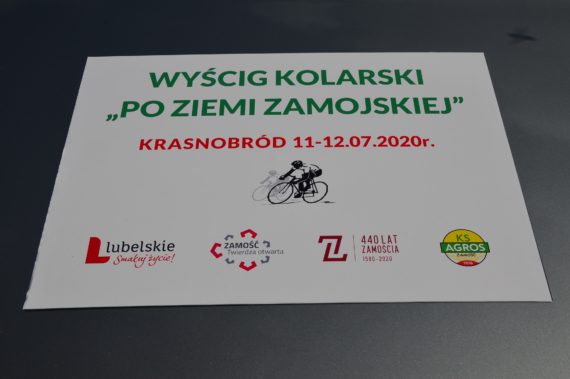 WYŚCIG KOLARSKI
„PO ZIEMI ZAMOJSKIEJ”
KRASNOBRÓD 11-12.07.2020r.
Lubelskie
Smakuj życie!
ZAMOŚĆ
Twierdza otwarta
440 LAT
ZAMOŚCIA
1580-2020
KS
AGROS
ZAMOŚĆ